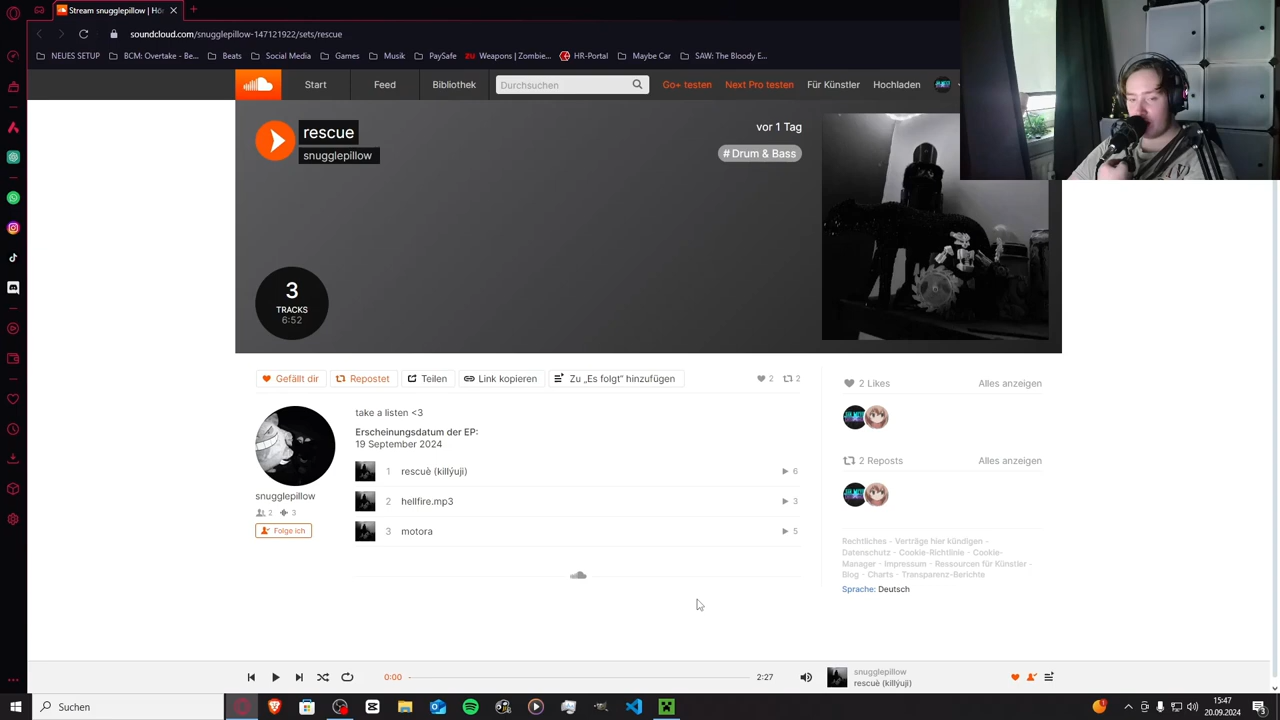 Stream snugglepillow | Hö
soundcloud.com/snugglepillow-147121922/sets/rescue
NEUES SETUP BCM: Overtake - Be... Beats Social Media Games Musik PaySafe Weapons | Zombie... HR-Portal Maybe Car SAW: The Bloody E...
Start Feed Bibliothek Durchsuchen Go+ testen Next Pro testen Für Künstler Hochladen
rescue
snugglepillow
vor 1 Tag
# Drum & Bass
3
TRACKS
6:52
Gefällt dir Repostet Teilen Link kopieren Zu „Es folgt" hinzufügen 2 2
take a listen <3
Erscheinungsdatum der EP:
19 September 2024
1 rescuè (killýuji) 6
2 hellfire.mp3 3
3 motora 5
snugglepillow
2 3
Folge ich
2 Likes Alles anzeigen
2 Reposts Alles anzeigen
Rechtliches - Verträge hier kündigen -
Datenschutz - Cookie-Richtlinie - Cookie-
Manager - Impressum - Ressourcen für Künstler -
Blog - Charts - Transparenz-Berichte
Sprache: Deutsch
0:00 2:27
snugglepillow
rescuè (killýuji)
Suchen
15:47
20.09.2024